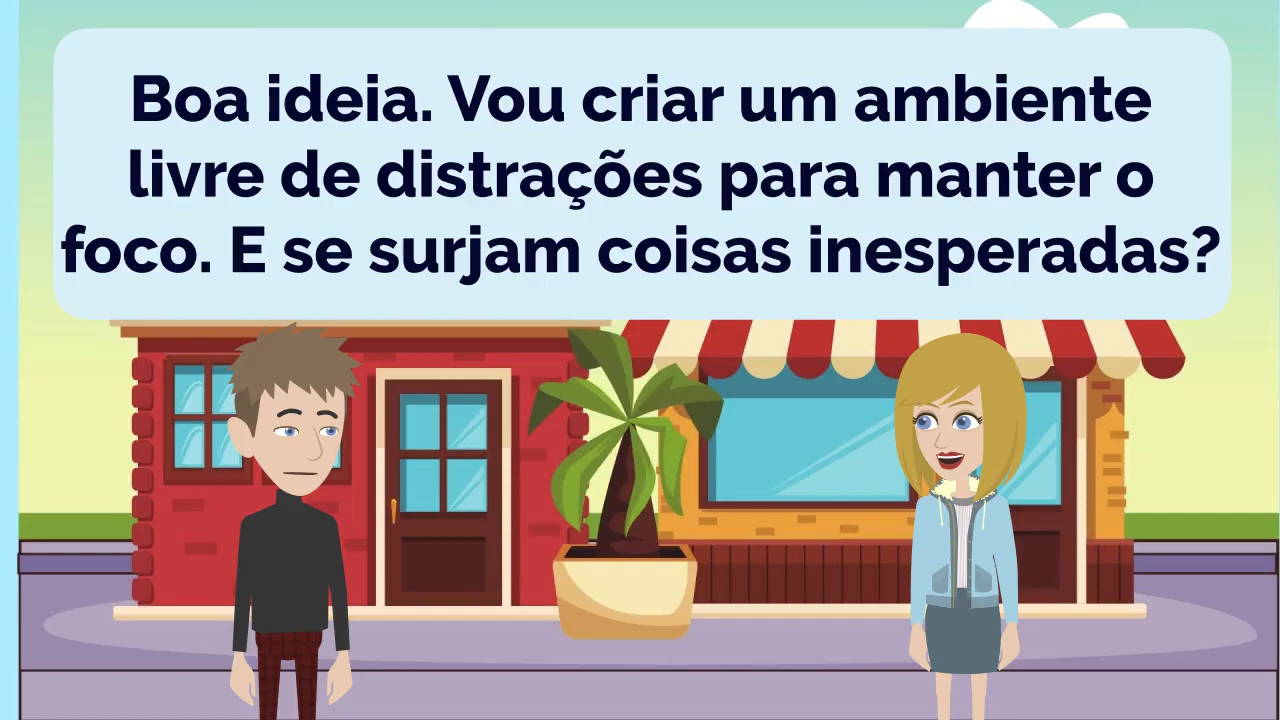 Boa ideia. Vou criar um ambiente
livre de distrações para manter o
foco. E se surjam coisas inesperadas?